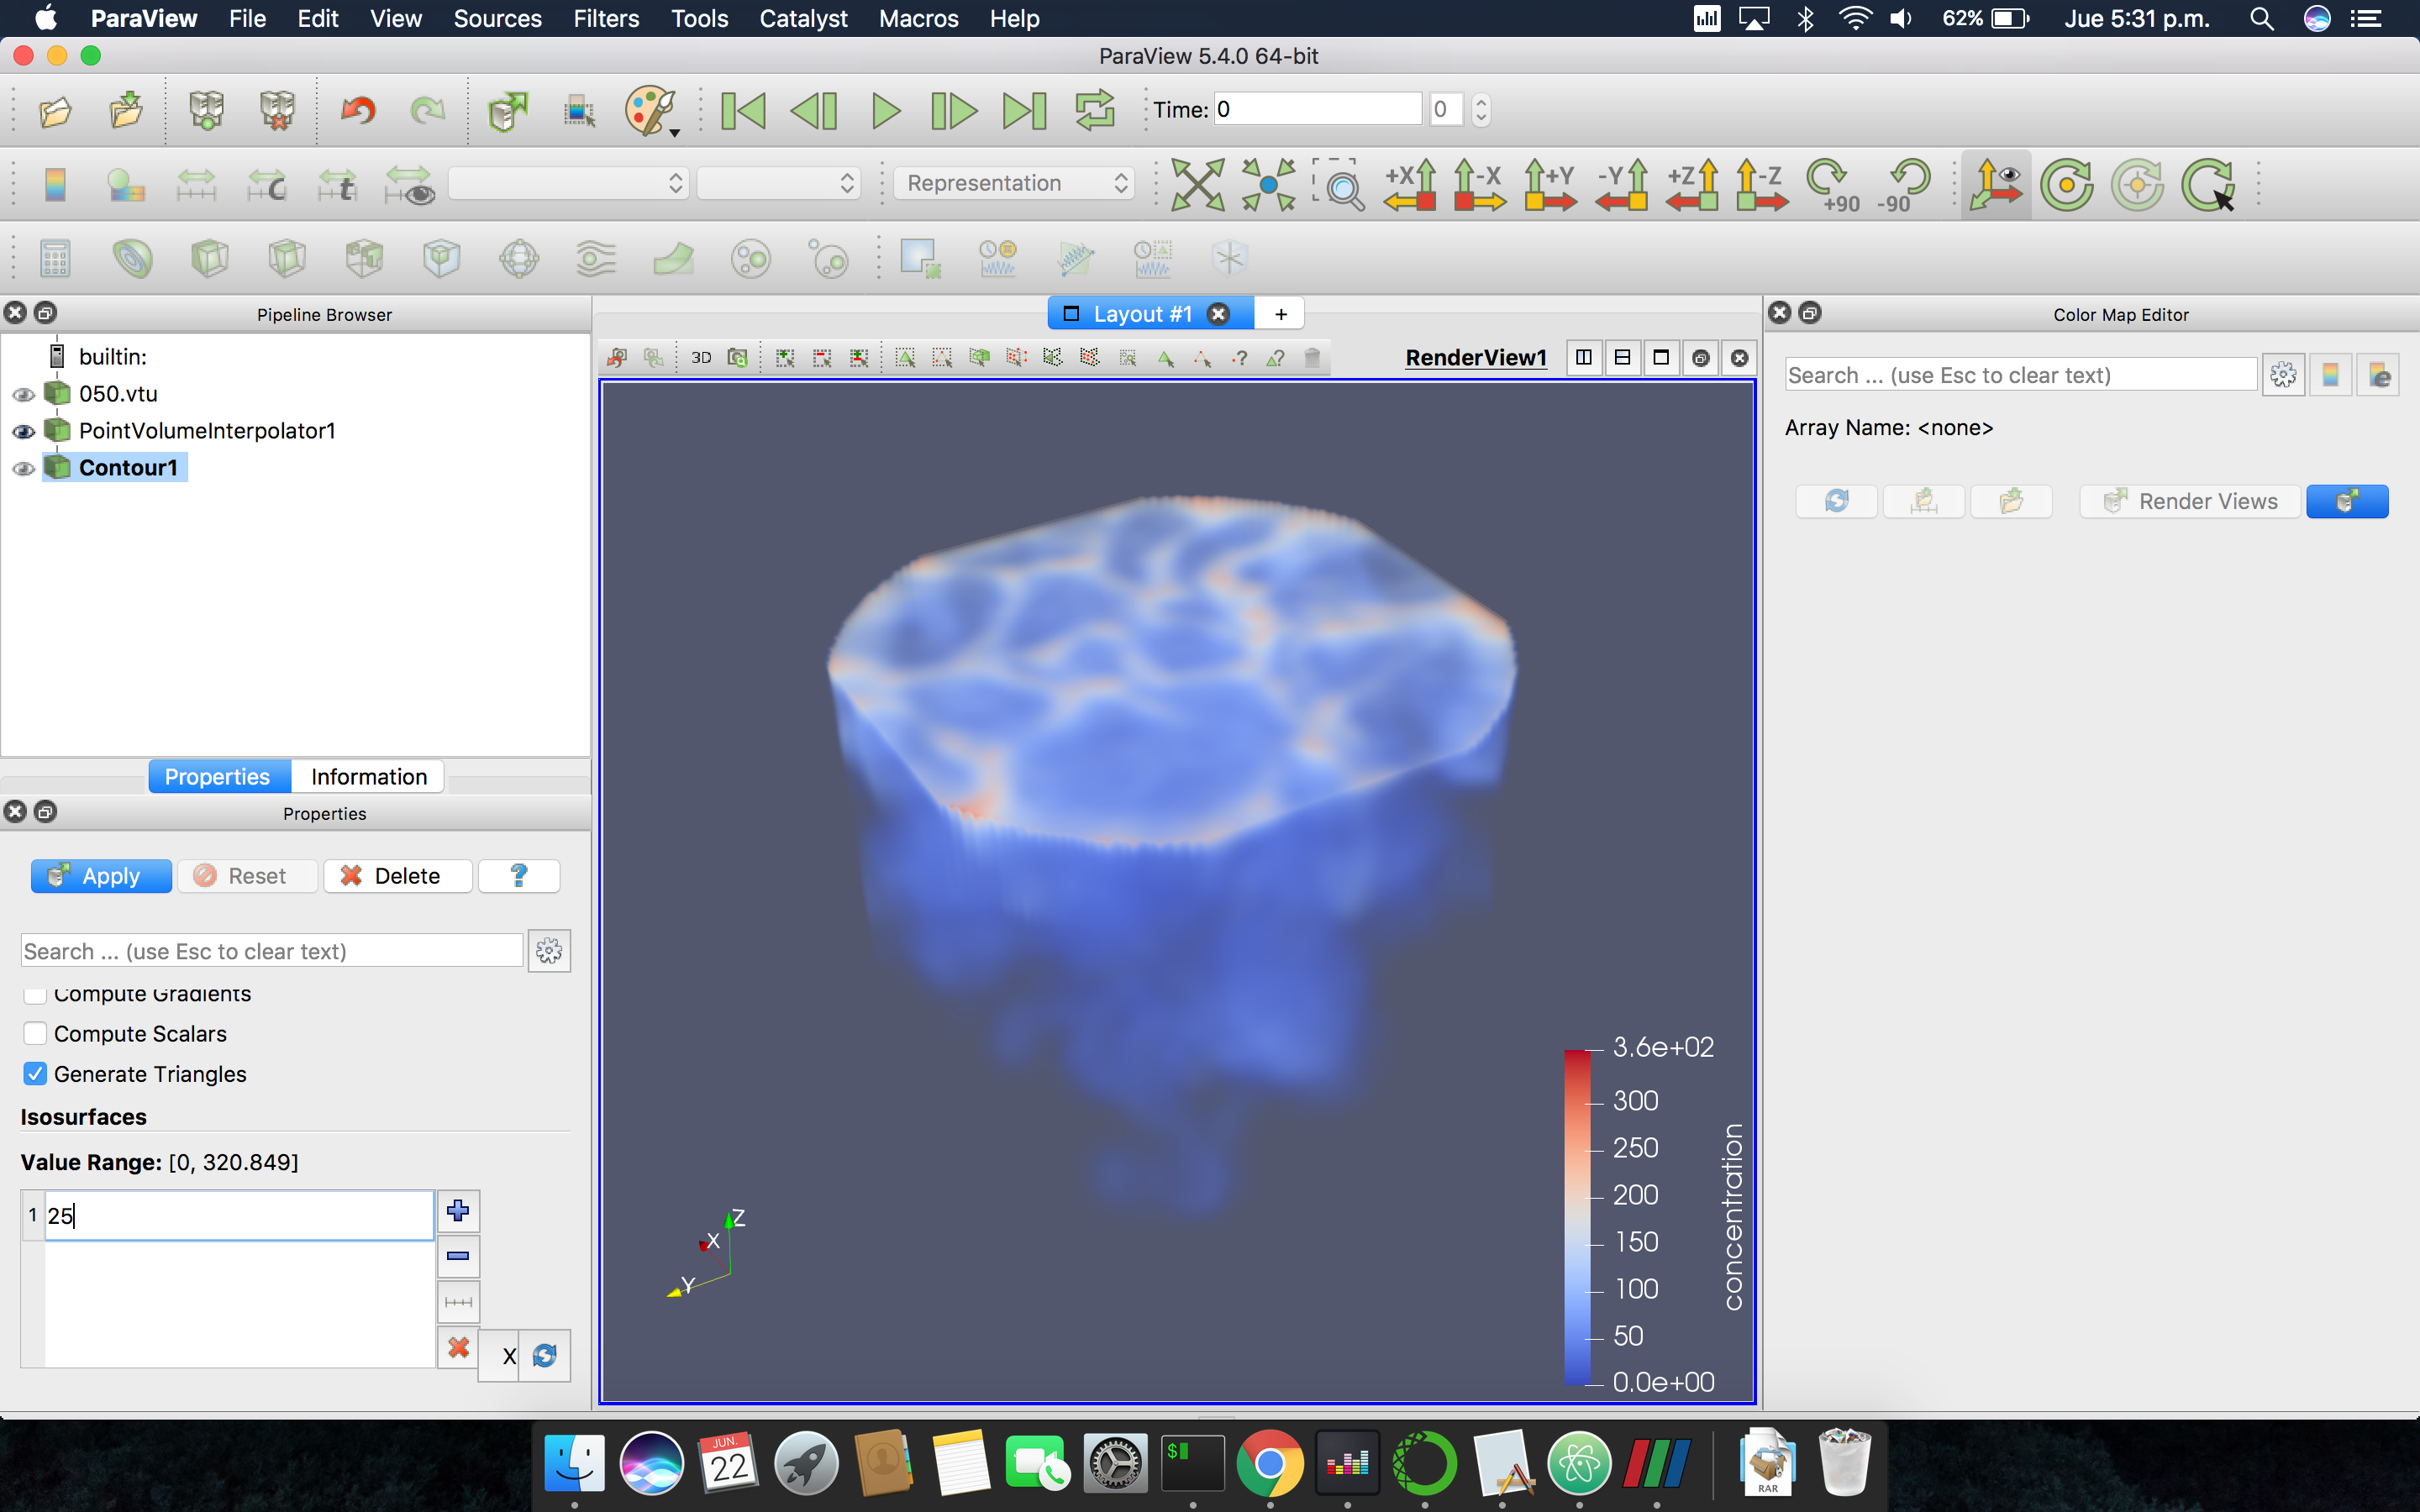 ParaView File Edit View Sources Filters Tools Catalyst Macros Help 62% Jue 5:31 p.m.
ParaView 5.4.0 64-bit
Time: 0 0
C t Representation +X -X +Y -Y +Z -Z +90 -90
Pipeline Browser
builtin:
050.vtu
PointVolumeInterpolator1
Contour1
Properties Information
Properties
Apply Reset Delete ?
Search ... (use Esc to clear text)
Compute Gradients
Compute Scalars
Generate Triangles
Isosurfaces
Value Range: [0, 320.849]
1 25
X
Layout #1 +
3D RenderView1
3.6e+02
300
250
200
150
100
50
0.0e+00
concentration
Z
X
Y
Color Map Editor
Search ... (use Esc to clear text)
Array Name: <none>
Render Views
JUN.
22
$
RAR